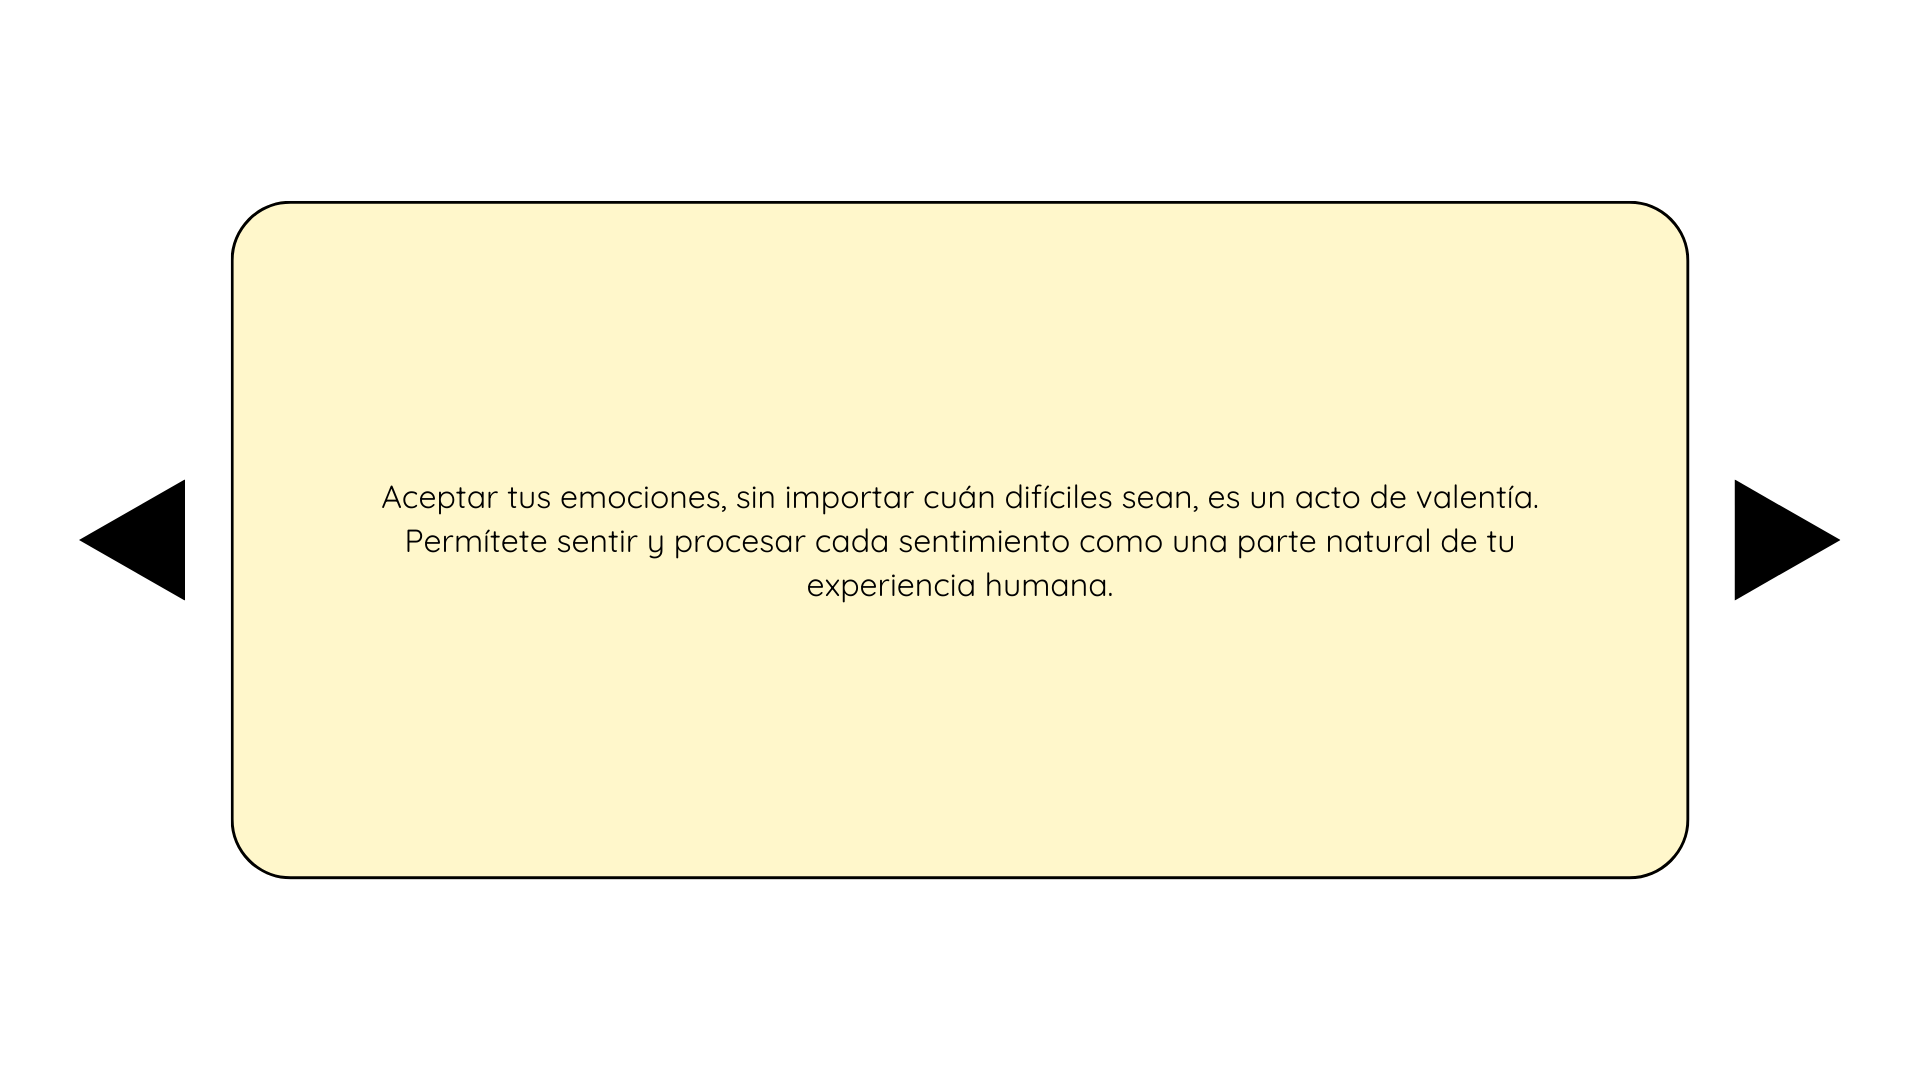 Aceptar tus emociones, sin importar cuán difíciles sean, es un acto de valentía.
Permítete sentir y procesar cada sentimiento como una parte natural de tu
experiencia humana.